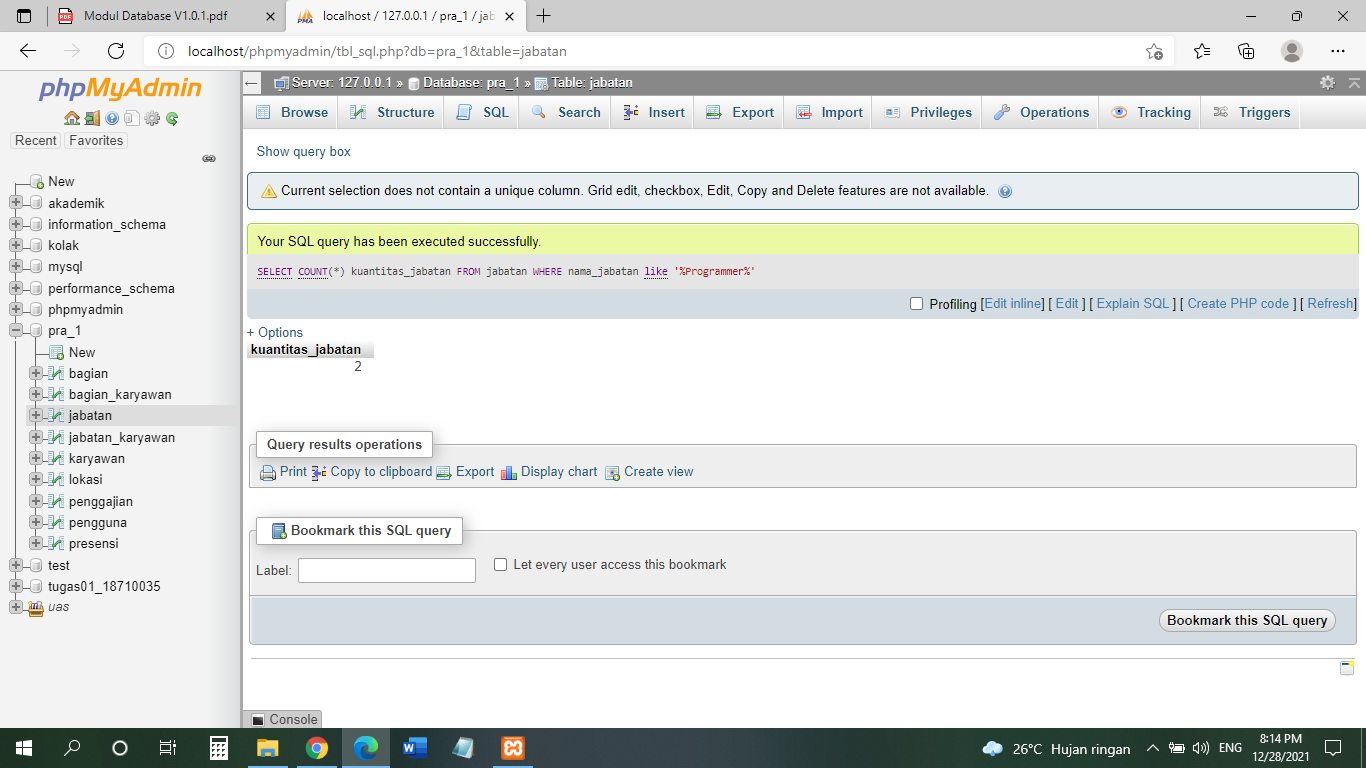 Modul Database V1.0.1.pdf
localhost / 127.0.0.1 / pra_1 / jab
localhost/phpmyadmin/tbl_sql.php?db=pra_1&table=jabatan
phpMyAdmin
Recent Favorites
New
akademik
information_schema
kolak
mysql
performance_schema
phpmyadmin
pra_1
New
bagian
bagian_karyawan
jabatan
jabatan_karyawan
karyawan
lokasi
penggajian
pengguna
presensi
test
tugas01_18710035
uas
Server: 127.0.0.1 » Database: pra_1 » Table: jabatan
Browse Structure SQL Search Insert Export Import Privileges Operations Tracking Triggers
Show query box
Current selection does not contain a unique column. Grid edit, checkbox, Edit, Copy and Delete features are not available.
Your SQL query has been executed successfully.
SELECT COUNT(*) kuantitas_jabatan FROM jabatan WHERE nama_jabatan like '%Programmer%'
Profiling [Edit inline] [ Edit ] [ Explain SQL ] [ Create PHP code ] [ Refresh]
+ Options
kuantitas_jabatan
2
Query results operations
Print Copy to clipboard Export Display chart Create view
Bookmark this SQL query
Label: Let every user access this bookmark
Bookmark this SQL query
Console
26°C Hujan ringan ENG 8:14 PM
12/28/2021